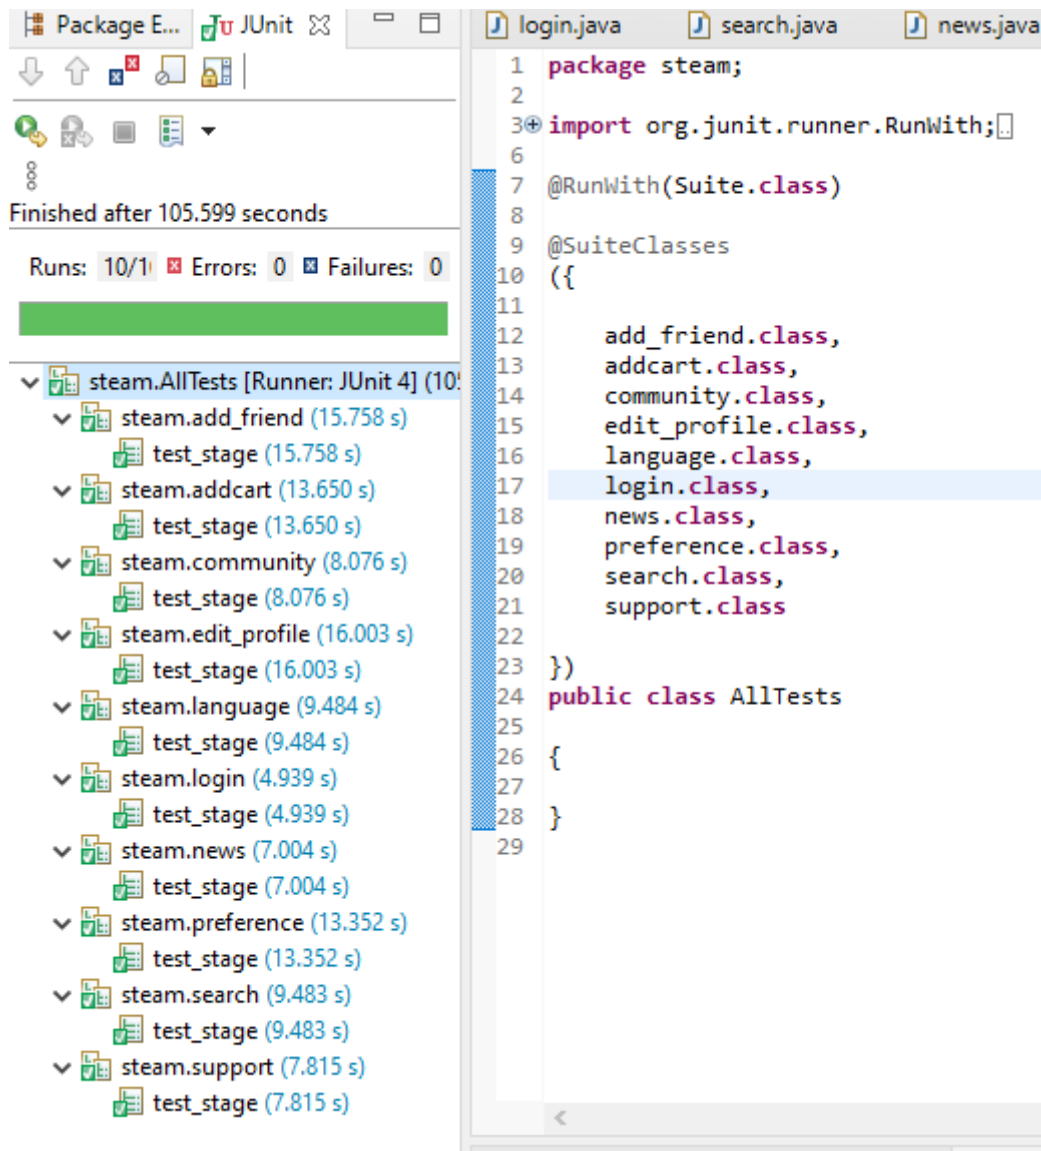 Package E...
JUnit
Finished after 105.599 seconds
Runs: 10/1 Errors: 0 Failures: 0
steam.AllTests [Runner: JUnit 4] (105
steam.add_friend (15.758 s)
test_stage (15.758 s)
steam.addcart (13.650 s)
test_stage (13.650 s)
steam.community (8.076 s)
test_stage (8.076 s)
steam.edit_profile (16.003 s)
test_stage (16.003 s)
steam.language (9.484 s)
test_stage (9.484 s)
steam.login (4.939 s)
test_stage (4.939 s)
steam.news (7.004 s)
test_stage (7.004 s)
steam.preference (13.352 s)
test_stage (13.352 s)
steam.search (9.483 s)
test_stage (9.483 s)
steam.support (7.815 s)
test_stage (7.815 s)
login.java search.java news.java
1 package steam;
2
3 import org.junit.runner.RunWith;
6
7 @RunWith(Suite.class)
8
9 @SuiteClasses
10 ({
11
12 add_friend.class,
13 addcart.class,
14 community.class,
15 edit_profile.class,
16 language.class,
17 login.class,
18 news.class,
19 preference.class,
20 search.class,
21 support.class
22
23 })
24 public class AllTests
25
26 {
27
28 }
29